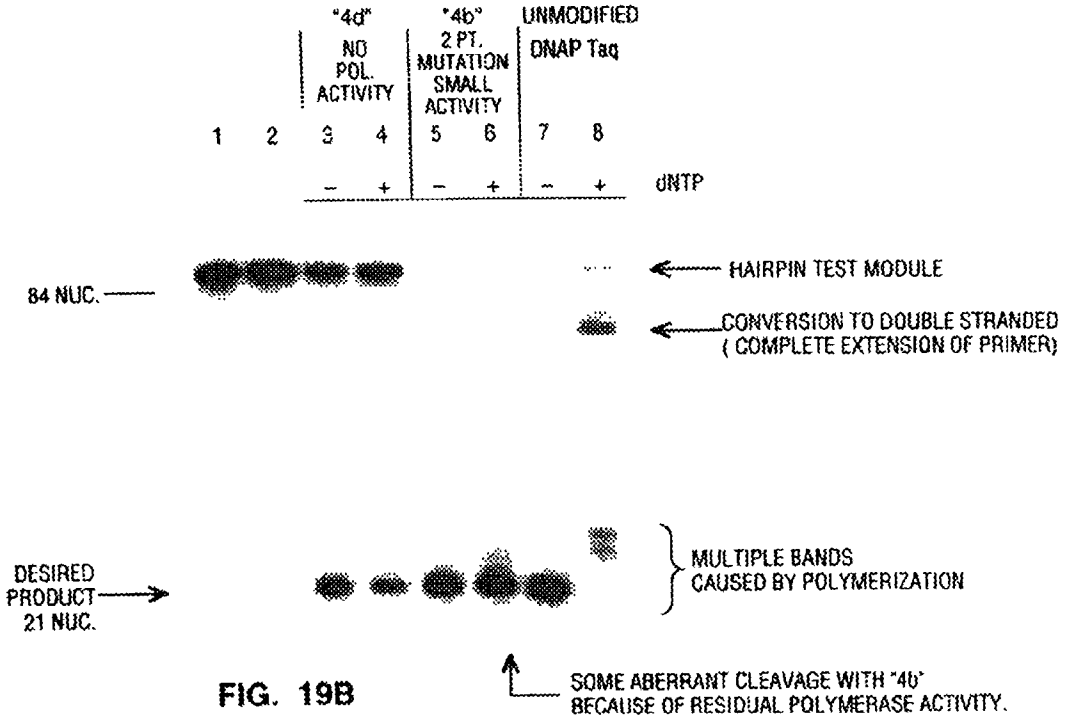 "4d" "4b" UNMODIFIED
NO 2 PT. DNAP Taq
POL. MUTATION
ACTIVITY SMALL
ACTIVITY
1 2 3 4 5 6 7 8
− + − + − + dNTP
HAIRPIN TEST MODULE
84 NUC.
CONVERSION TO DOUBLE STRANDED
( COMPLETE EXTENSION OF PRIMER)
DESIRED
PRODUCT
21 NUC.
MULTIPLE BANDS
CAUSED BY POLYMERIZATION
SOME ABERRANT CLEAVAGE WITH "4b"
BECAUSE OF RESIDUAL POLYMERASE ACTIVITY.
FIG. 19B